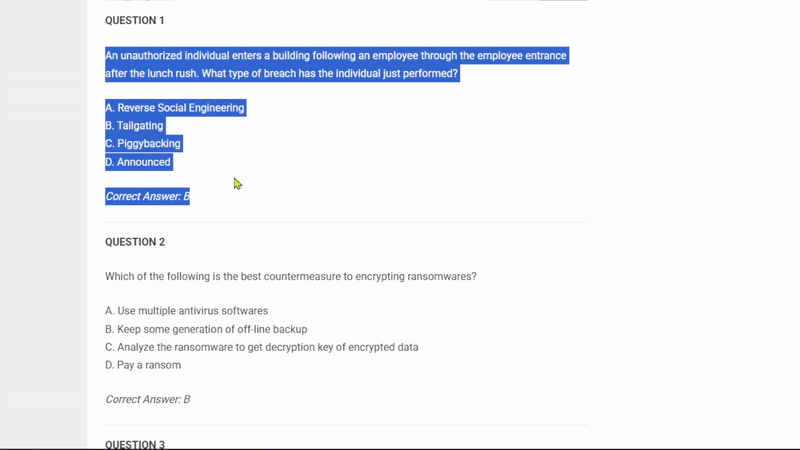 QUESTION 1
An unauthorized individual enters a building following an employee through the employee entrance
after the lunch rush. What type of breach has the individual just performed?
A. Reverse Social Engineering
B. Tailgating
C. Piggybacking
D. Announced
Correct Answer: B
QUESTION 2
Which of the following is the best countermeasure to encrypting ransomwares?
A. Use multiple antivirus softwares
B. Keep some generation of off-line backup
C. Analyze the ransomware to get decryption key of encrypted data
D. Pay a ransom
Correct Answer: B
QUESTION 3